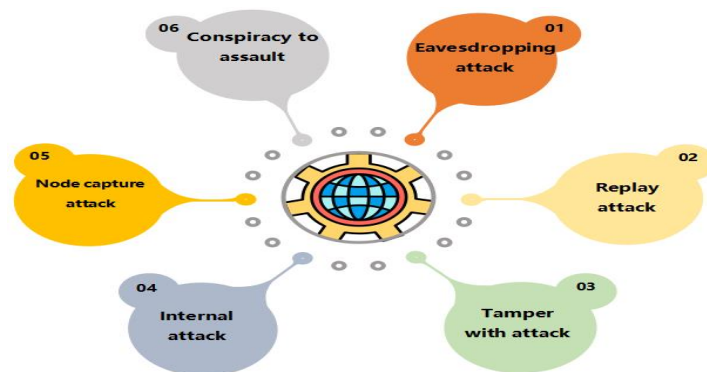 01
Eavesdropping
attack
02
Replay
attack
03
Tamper
with attack
04
Internal
attack
05
Node capture
attack
06
Conspiracy to
assault